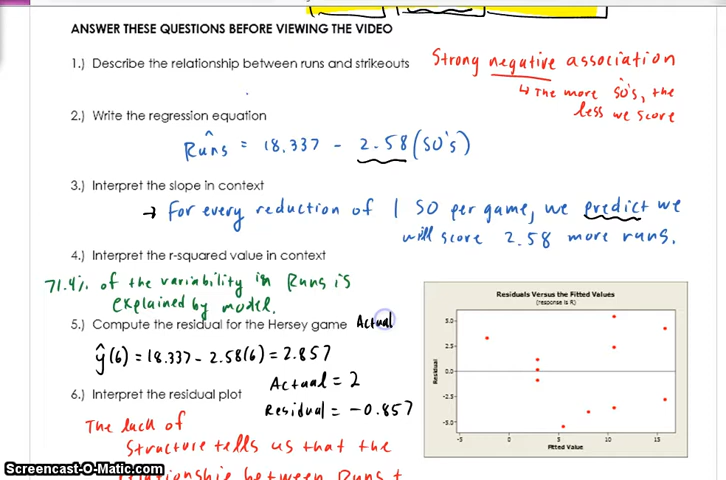 ANSWER THESE QUESTIONS BEFORE VIEWING THE VIDEO
1.) Describe the relationship between runs and strikeouts
Strong negative association
↳ The more so's, the
less we score
2.) Write the regression equation
Runŝ = 18.337 - 2.58 (SO's)
3.) Interpret the slope in context
→ For every reduction of 1 SO per game, we predict we
will score 2.58 more runs.
4.) Interpret the r-squared value in context
71.4% of the variability in Runs is
explained by model.
5.) Compute the residual for the Hersey game Actual
ŷ(6) = 18.337 - 2.58(6) = 2.857
Actual = 2
6.) Interpret the residual plot
Residual = -0.857
The lack of
Structure tells us that the
relationship between Runs +
Residuals Versus the Fitted Values
(response is R)
5.0
2.5
0.0
-2.5
-5.0
Residual
-5 0 5 10 15
Fitted Value
Screencast-O-Matic.com